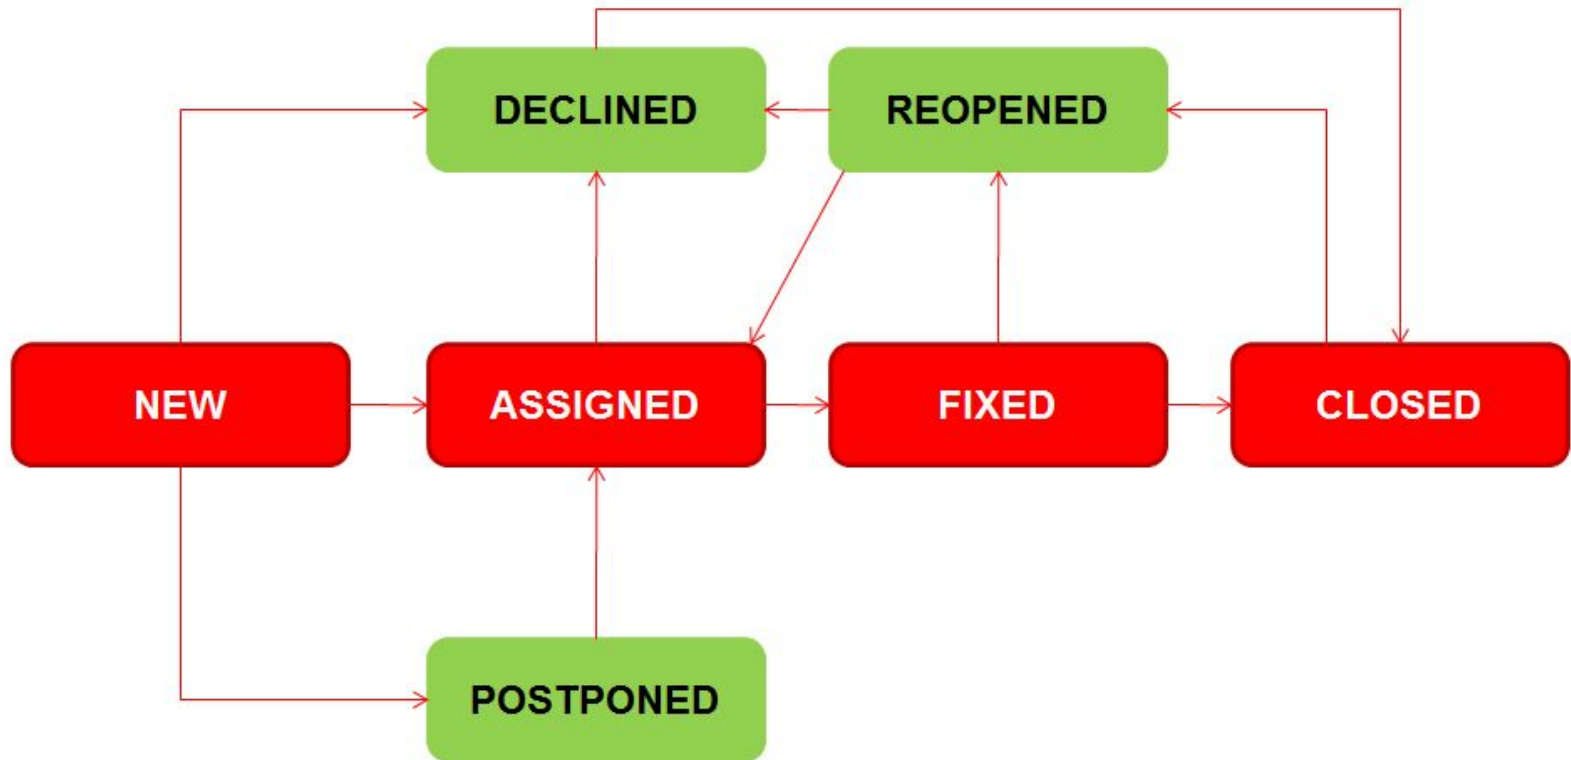 DECLINED
REOPENED
NEW
ASSIGNED
FIXED
CLOSED
POSTPONED